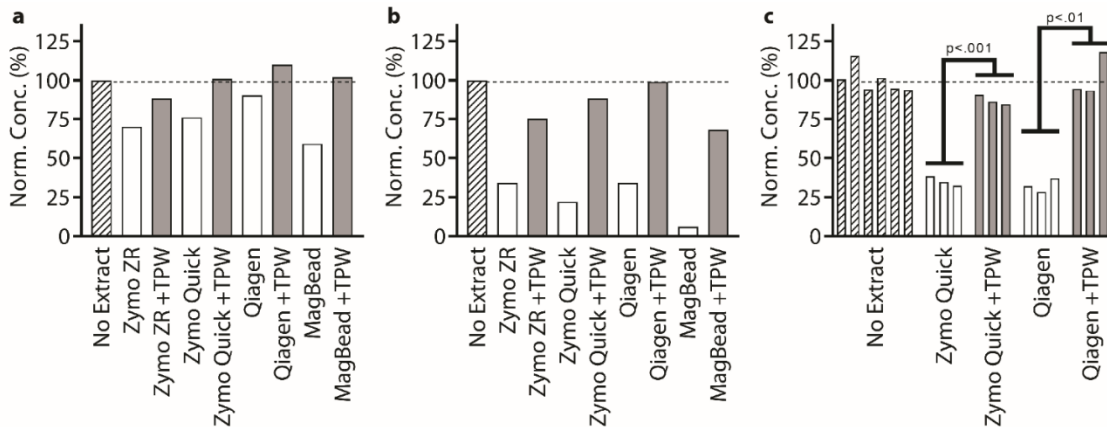 a
Norm. Conc. (%)
125
100
75
50
25
0
No Extract
Zymo ZR
Zymo ZR +TPW
Zymo Quick
Zymo Quick +TPW
Qiagen
Qiagen +TPW
MagBead
MagBead +TPW
b
Norm. Conc. (%)
125
100
75
50
25
0
No Extract
Zymo ZR
Zymo ZR +TPW
Zymo Quick
Zymo Quick +TPW
Qiagen
Qiagen +TPW
MagBead
MagBead +TPW
c
Norm. Conc. (%)
125
100
75
50
25
0
p<.001
p<.01
No Extract
Zymo Quick
Zymo Quick +TPW
Qiagen
Qiagen +TPW